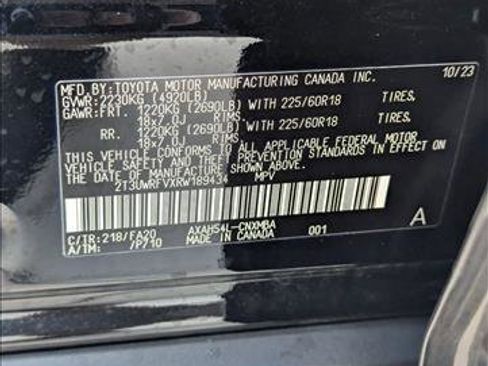 MFD. BY: TOYOTA MOTOR MANUFACTURING CANADA INC. 10/23
GVWR: 2230KG (4920LB)
GAWR: FRT. 1220KG (2690LB) WITH 225/60R18 TIRES,
18x7.0J RIMS,
RR. 1220KG (2690LB) WITH 225/60R18 TIRES,
18x7.0J RIMS,
THIS VEHICLE CONFORMS TO ALL APPLICABLE FEDERAL MOTOR
VEHICLE SAFETY AND THEFT PREVENTION STANDARDS IN EFFECT
ON THE DATE OF MANUFACTURE SHOWN ABOVE.
2T3UWRFVXRW189434 MPV
C/TR: 218/FA20 AXAH54L-CNXMBA 001 A
A/TM: /P710 MADE IN CANADA